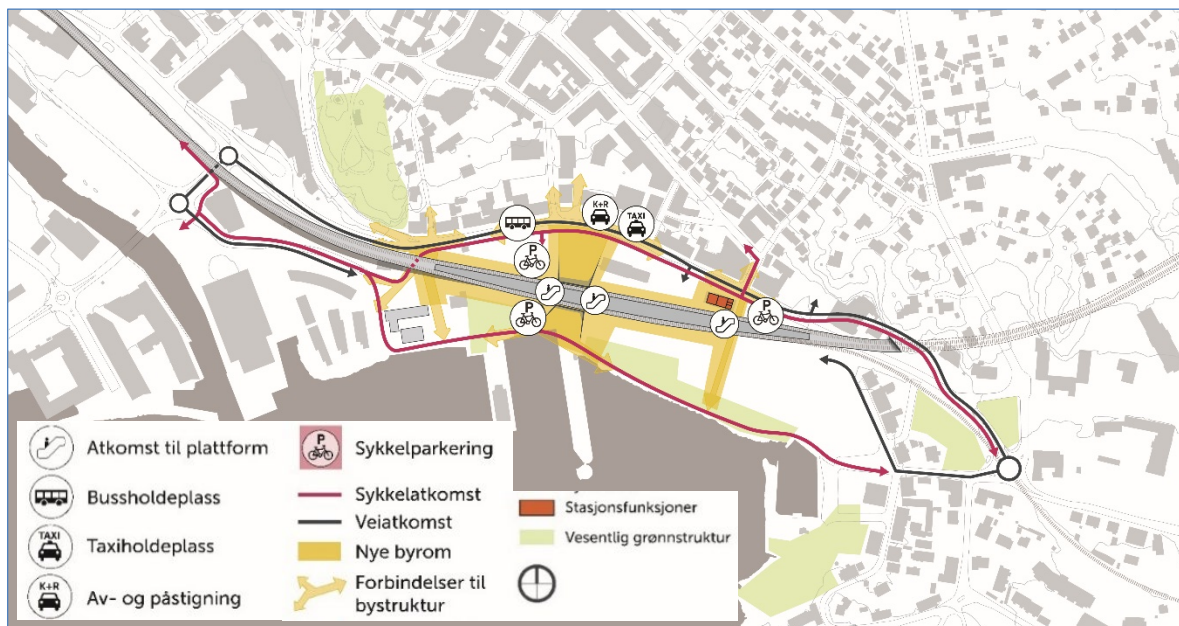 K+R
TAXI
P
P
P
Atkomst til plattform
Bussholdeplass
TAXI
Taxiholdeplass
K+R
Av- og påstigning
P
Sykkelparkering
Sykkelatkomst
Veiatkomst
Nye byrom
Forbindelser til
bystruktur
Stasjonsfunksjoner
Vesentlig grønnstruktur